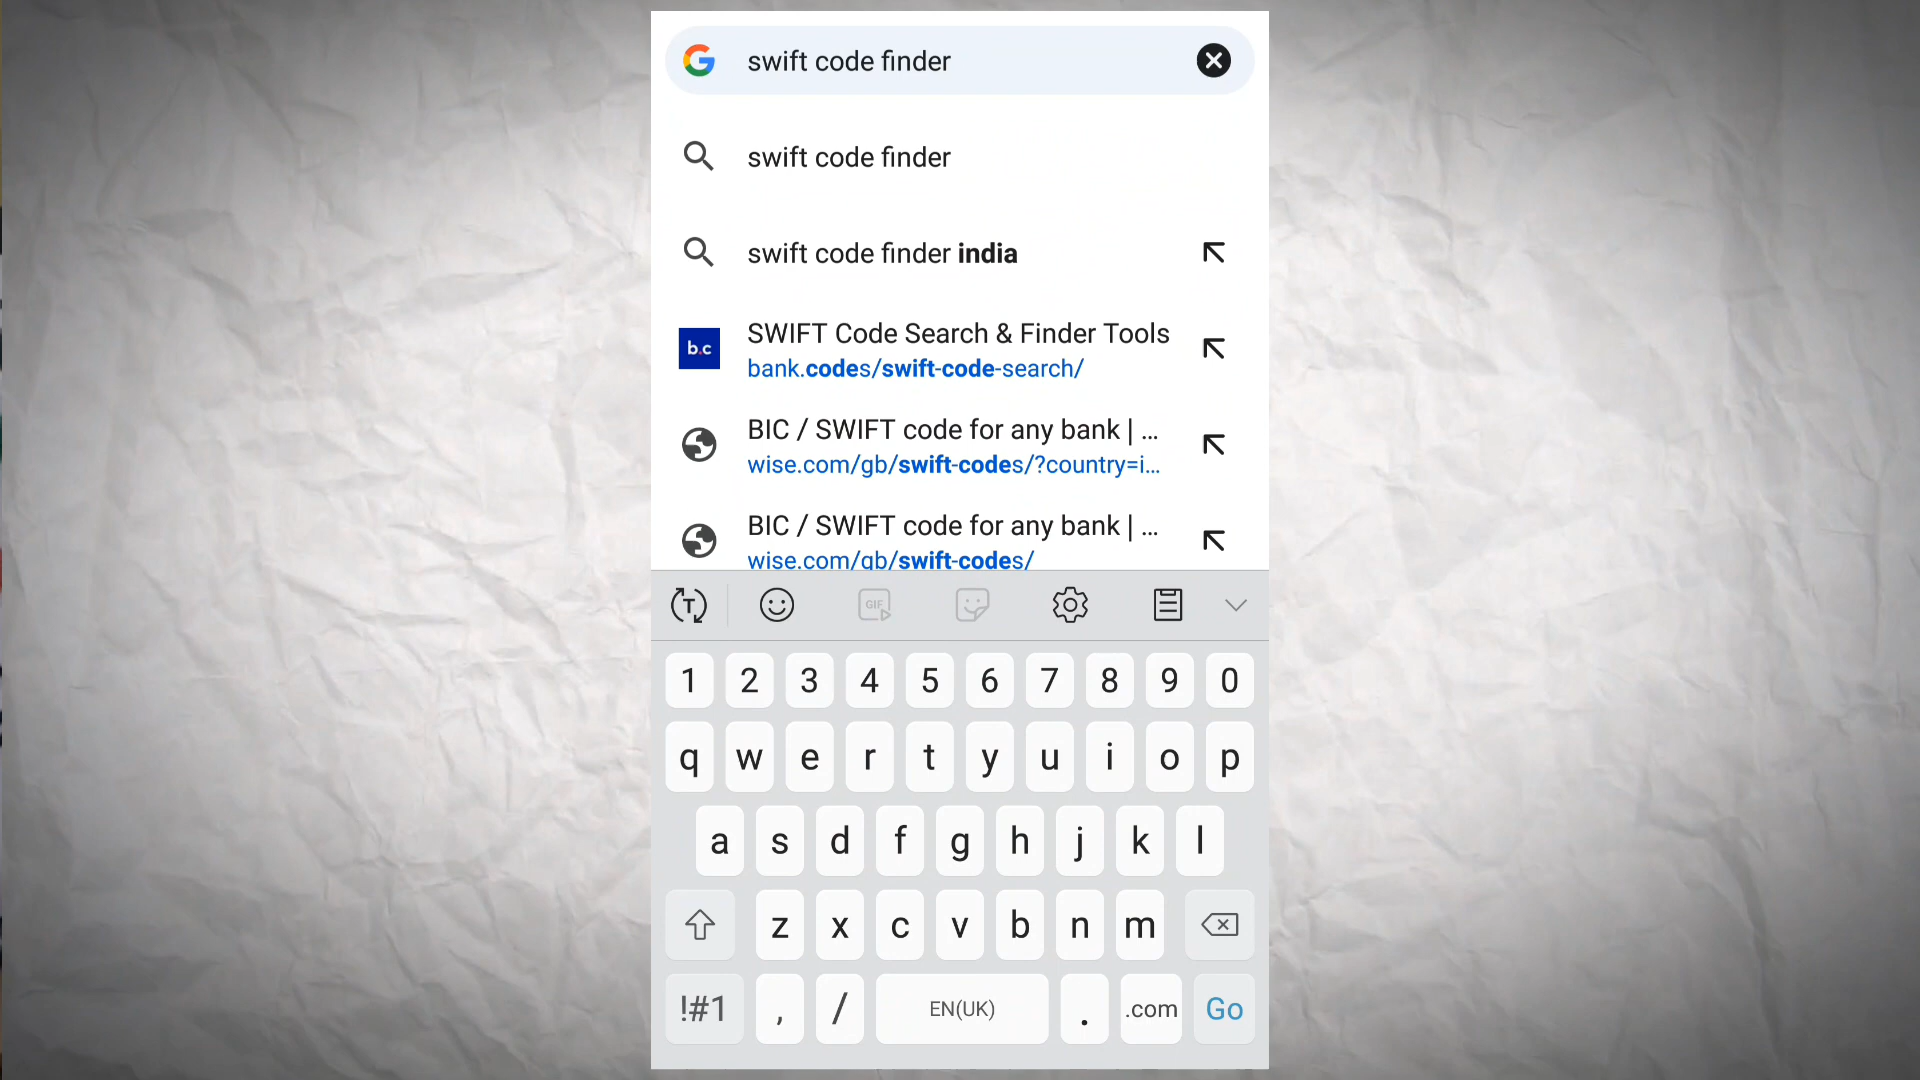 swift code finder
swift code finder
swift code finder india
b.c
SWIFT Code Search & Finder Tools
bank.codes/swift-code-search/
BIC / SWIFT code for any bank | ...
wise.com/gb/swift-codes/?country=i...
BIC / SWIFT code for any bank | ...
wise.com/gb/swift-codes/
T GIF
1 2 3 4 5 6 7 8 9 0
q w e r t y u i o p
a s d f g h j k l
z x c v b n m
!#1 , / EN(UK) . .com Go